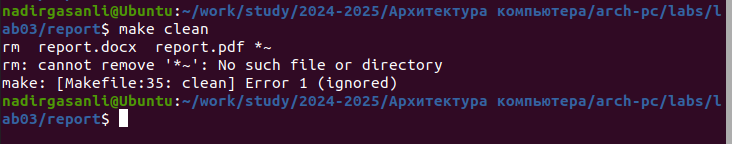 nadirgasanli@Ubuntu:~/work/study/2024-2025/Архитектура компьютера/arch-pc/labs/l
ab03/report$ make clean
rm  report.docx  report.pdf *~
rm: cannot remove '*~': No such file or directory
make: [Makefile:35: clean] Error 1 (ignored)
nadirgasanli@Ubuntu:~/work/study/2024-2025/Архитектура компьютера/arch-pc/labs/l
ab03/report$